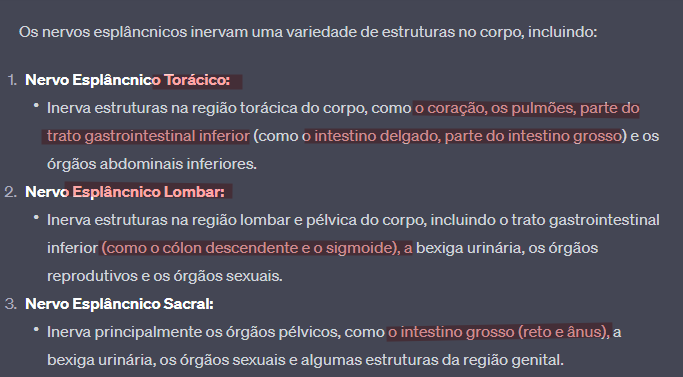 Os nervos esplâncnicos inervam uma variedade de estruturas no corpo, incluindo:
1. Nervo Esplâncnico Torácico:
• Inerva estruturas na região torácica do corpo, como o coração, os pulmões, parte do
trato gastrointestinal inferior (como o intestino delgado, parte do intestino grosso) e os
órgãos abdominais inferiores.
2. Nervo Esplâncnico Lombar:
• Inerva estruturas na região lombar e pélvica do corpo, incluindo o trato gastrointestinal
inferior (como o cólon descendente e o sigmoide), a bexiga urinária, os órgãos
reprodutivos e os órgãos sexuais.
3. Nervo Esplâncnico Sacral:
• Inerva principalmente os órgãos pélvicos, como o intestino grosso (reto e ânus), a
bexiga urinária, os órgãos sexuais e algumas estruturas da região genital.